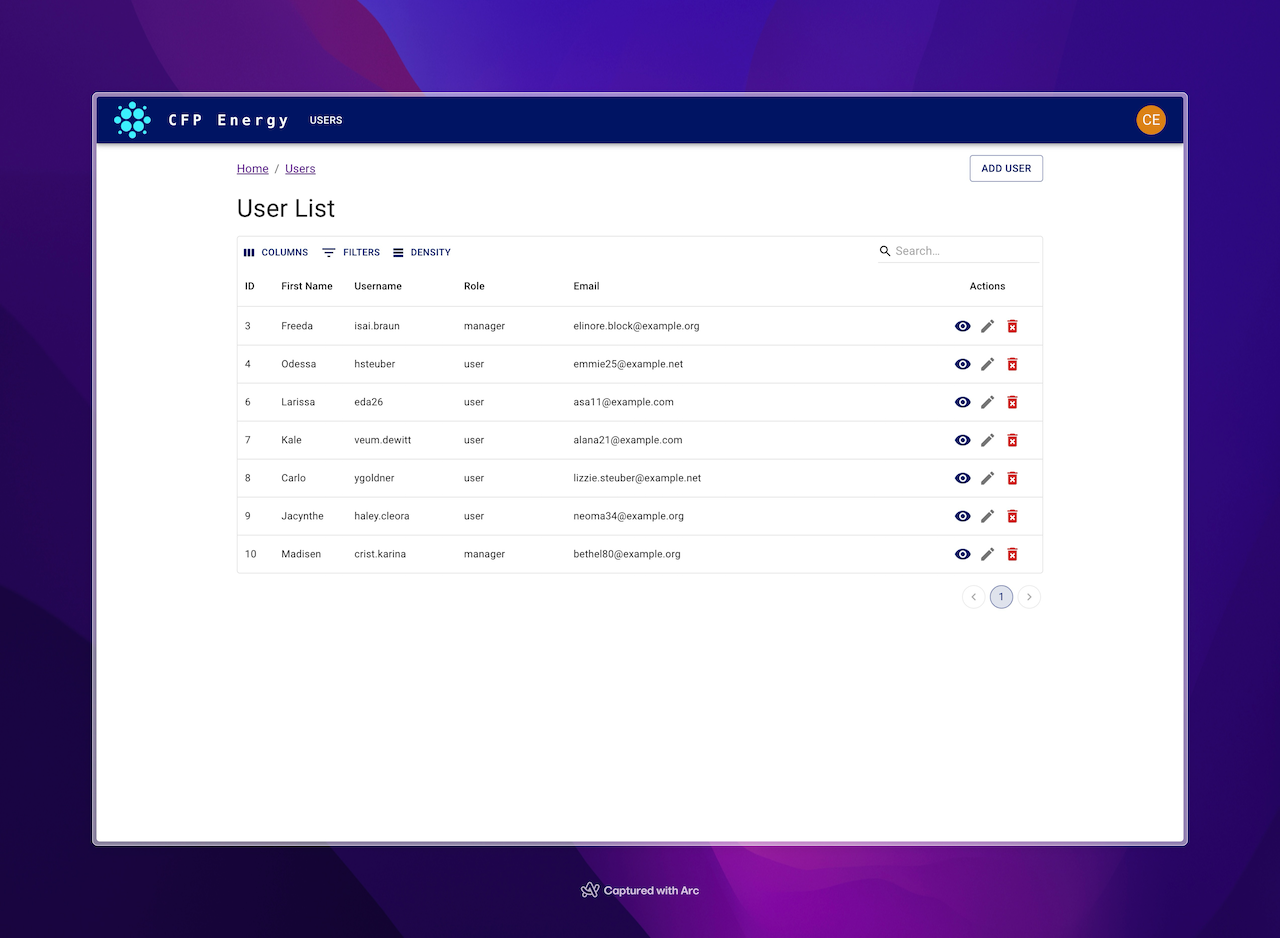 CFP Energy USERS CE
Home / Users ADD USER
User List
COLUMNS FILTERS DENSITY Search…
ID First Name Username Role Email Actions
3 Freeda isai.braun manager elinore.block@example.org
4 Odessa hsteuber user emmie25@example.net
6 Larissa eda26 user asa11@example.com
7 Kale veum.dewitt user alana21@example.com
8 Carlo ygoldner user lizzie.steuber@example.net
9 Jacynthe haley.cleora user neoma34@example.org
10 Madisen crist.karina manager bethel80@example.org
1
Captured with Arc